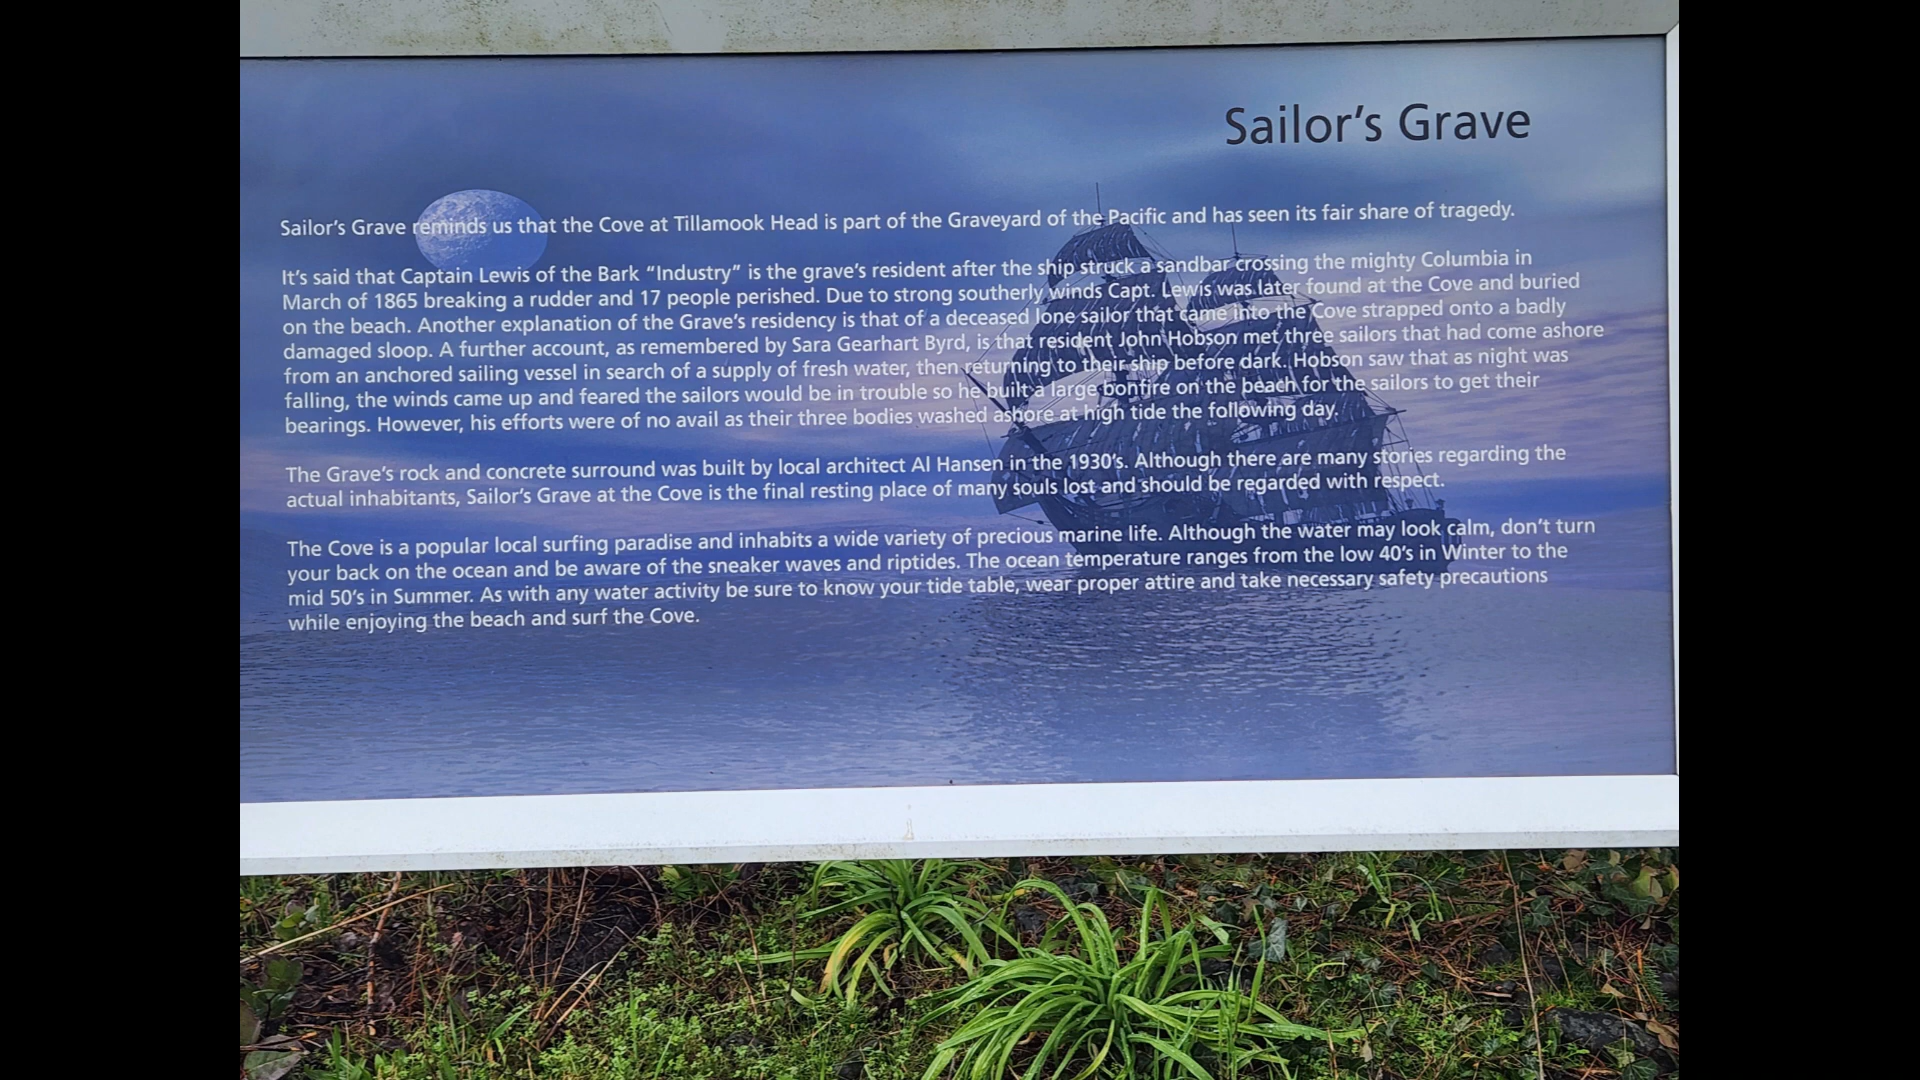 Sailor's Grave
Sailor's Grave reminds us that the Cove at Tillamook Head is part of the Graveyard of the Pacific and has seen its fair share of tragedy.
It's said that Captain Lewis of the Bark “Industry” is the grave's resident after the ship struck a sandbar crossing the mighty Columbia in
March of 1865 breaking a rudder and 17 people perished. Due to strong southerly winds Capt. Lewis was later found at the Cove and buried
on the beach. Another explanation of the Grave's residency is that of a deceased lone sailor that came into the Cove strapped onto a badly
damaged sloop. A further account, as remembered by Sara Gearhart Byrd, is that resident John Hobson met three sailors that had come ashore
from an anchored sailing vessel in search of a supply of fresh water, then returning to their ship before dark. Hobson saw that as night was
falling, the winds came up and feared the sailors would be in trouble so he built a large bonfire on the beach for the sailors to get their
bearings. However, his efforts were of no avail as their three bodies washed ashore at high tide the following day.
The Grave's rock and concrete surround was built by local architect Al Hansen in the 1930's. Although there are many stories regarding the
actual inhabitants, Sailor's Grave at the Cove is the final resting place of many souls lost and should be regarded with respect.
The Cove is a popular local surfing paradise and inhabits a wide variety of precious marine life. Although the water may look calm, don't turn
your back on the ocean and be aware of the sneaker waves and riptides. The ocean temperature ranges from the low 40's in Winter to the
mid 50's in Summer. As with any water activity be sure to know your tide table, wear proper attire and take necessary safety precautions
while enjoying the beach and surf the Cove.